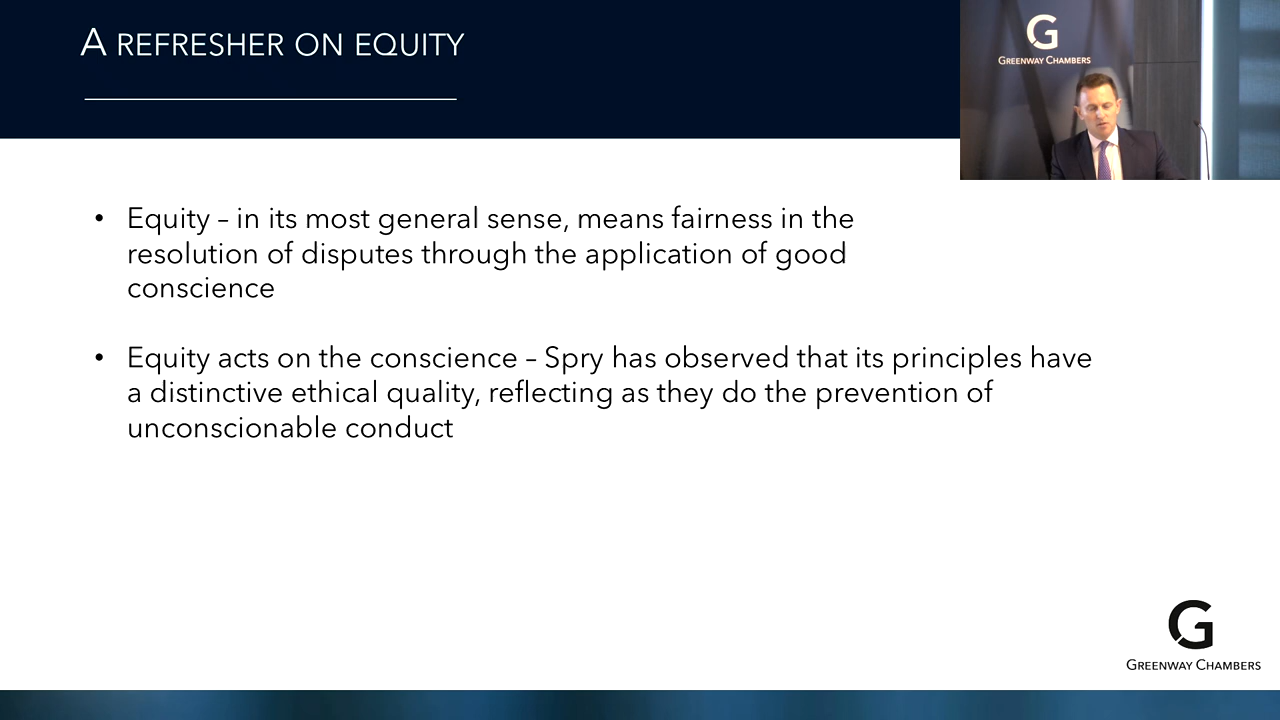 A REFRESHER ON EQUITY
G
GREENWAY CHAMBERS
• Equity – in its most general sense, means fairness in the
resolution of disputes through the application of good
conscience
• Equity acts on the conscience – Spry has observed that its principles have
a distinctive ethical quality, reflecting as they do the prevention of
unconscionable conduct
G
GREENWAY CHAMBERS